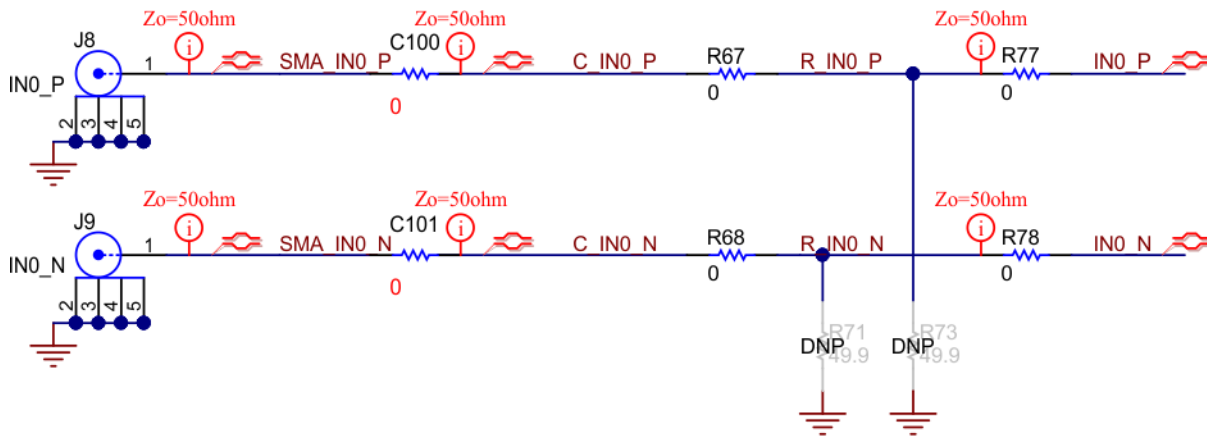 Zo=50ohm Zo=50ohm Zo=50ohm
J8 C100 R67 R77
i i i
1 SMA_IN0_P C_IN0_P R_IN0_P IN0_P
IN0_P
0 0 0
2 3 4 5
Zo=50ohm Zo=50ohm Zo=50ohm
J9 C101 R68 R78
i i i
1 SMA_IN0_N C_IN0_N R_IN0_N IN0_N
IN0_N
0 0 0
2 3 4 5
R71 R73
DNP DNP
49.9 49.9